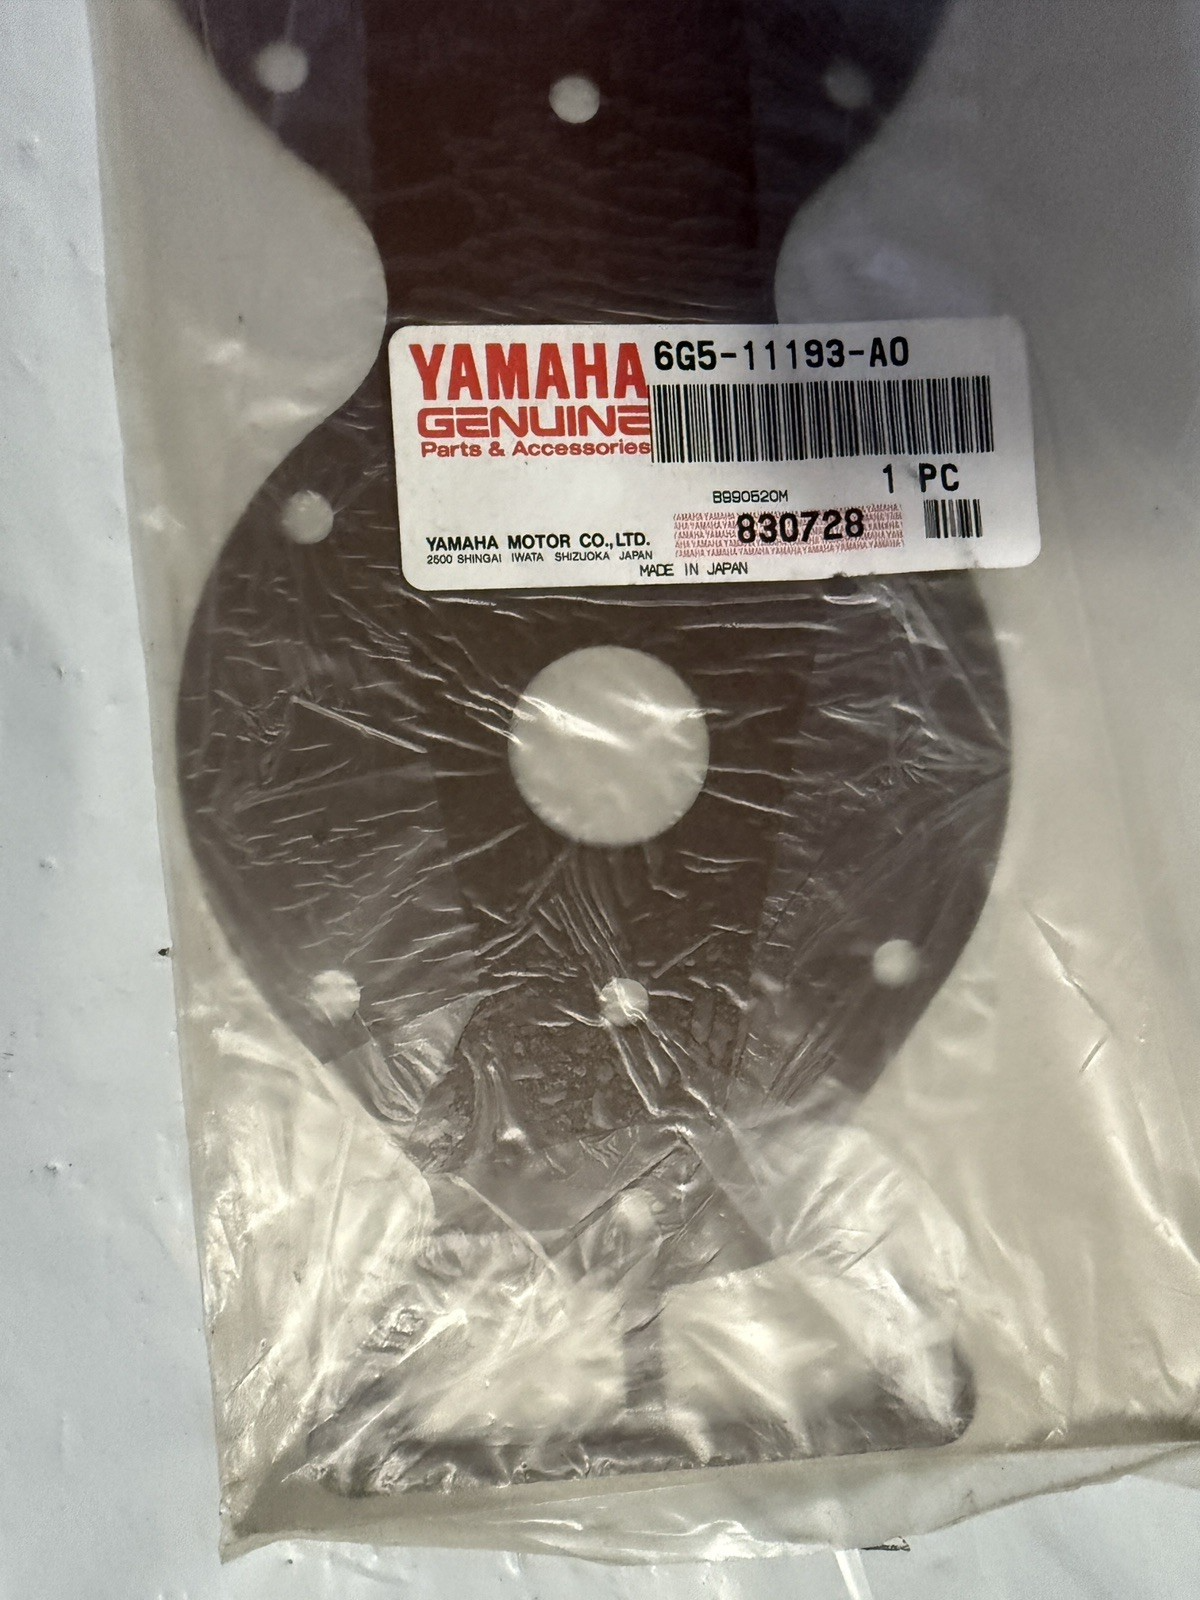 YAMAHA
GENUINE
Parts & Accessories
6G5-11193-A0
1 PC
B990520M
830728
YAMAHA MOTOR CO.,LTD.
2500 SHINGAI IWATA SHIZUOKA JAPAN
MADE IN JAPAN